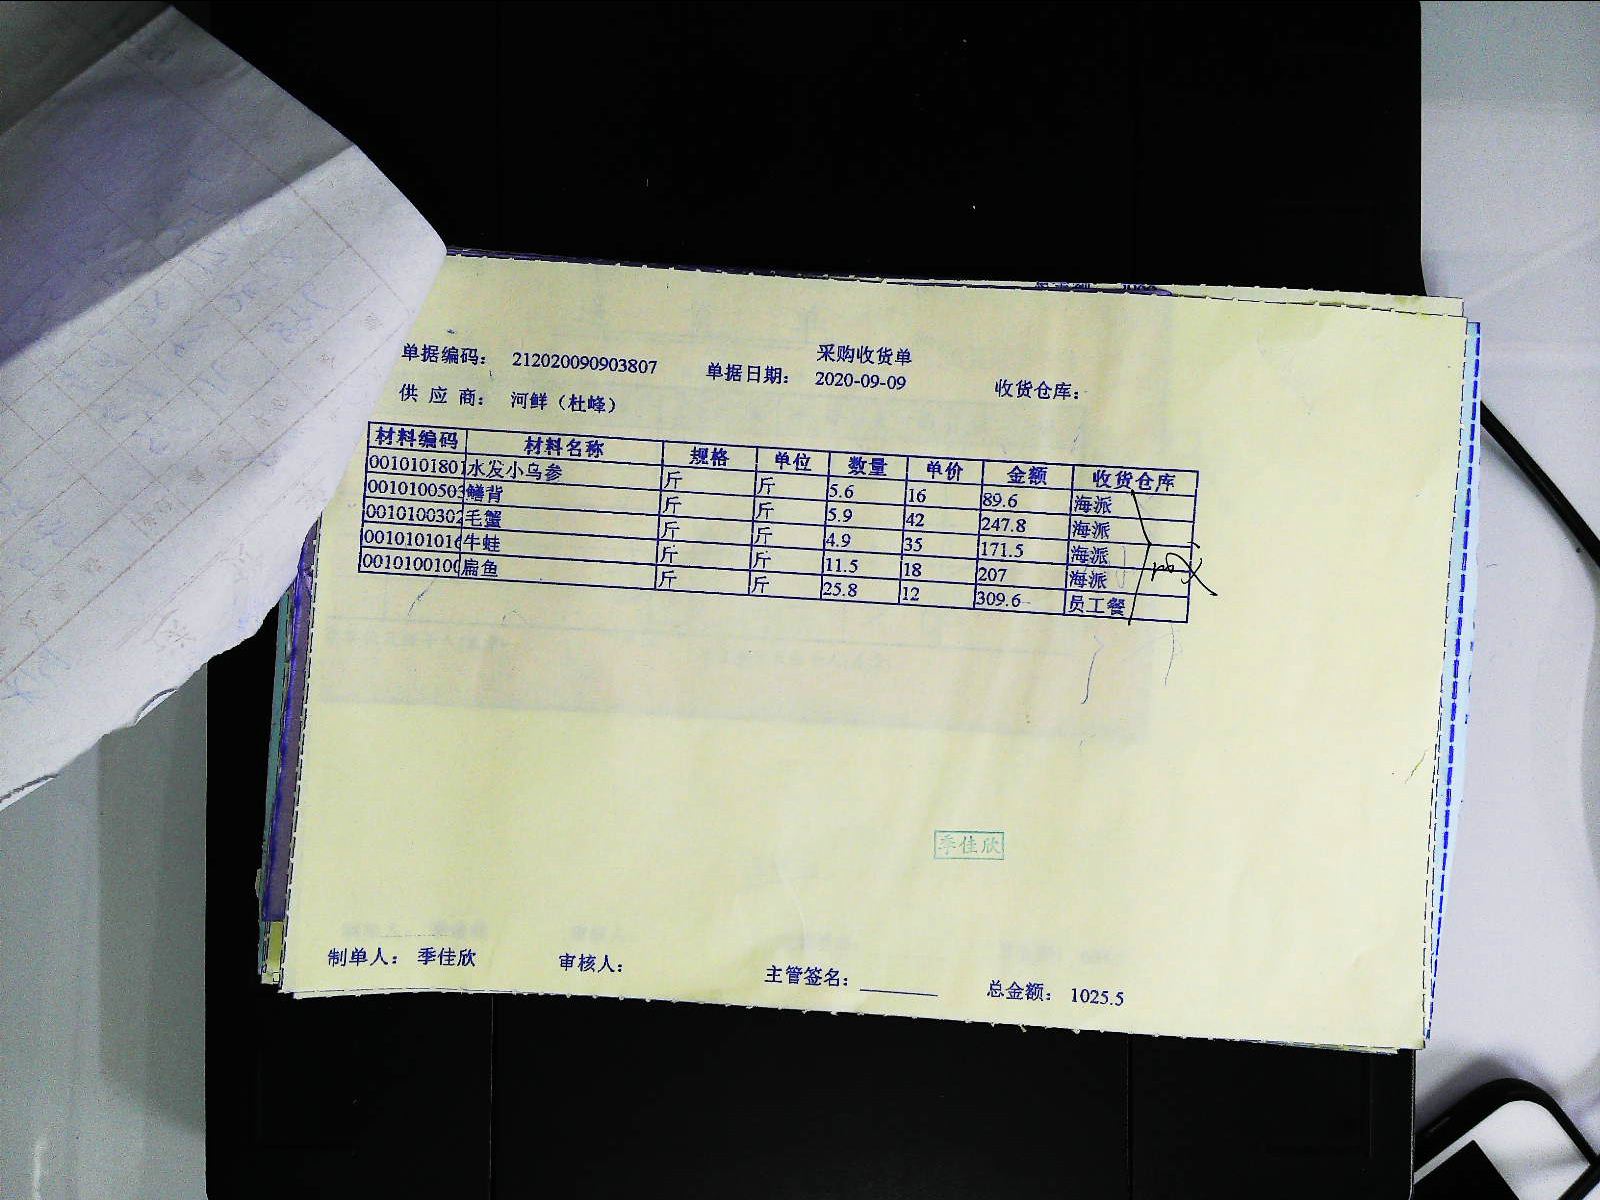 采购收货单
单据编码： 212020090903807 单据日期： 2020-09-09 收货仓库：
供 应 商： 河鲜（杜峰）
材料编码 材料名称 规格 单位 数量 单价 金额 收货仓库
0010101801 水发小乌参 斤 斤 5.6 16 89.6 海派
0010100503 鳝背 斤 斤 5.9 42 247.8 海派
0010100302 毛蟹 斤 斤 4.9 35 171.5 海派
001010101 牛蛙 斤 斤 11.5 18 207 海派
001010010 扁鱼 斤 斤 25.8 12 309.6 员工餐
季佳欣
制单人： 季佳欣 审核人： 主管签名： 总金额： 1025.5